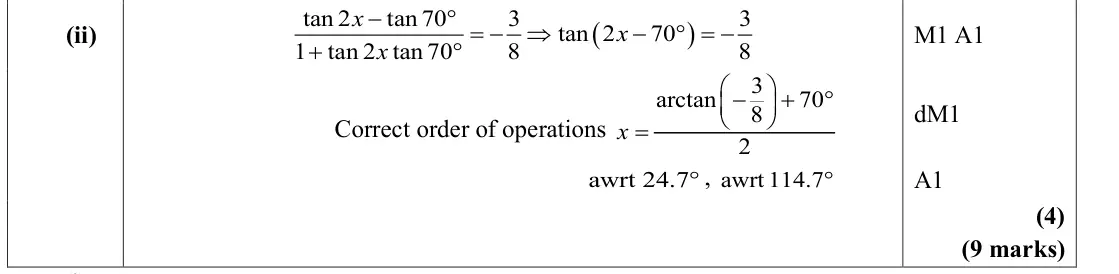 (ii) (tan 2x − tan 70°)/(1 + tan 2x tan 70°) = −3/8 ⇒ tan(2x − 70°) = −3/8 M1 A1
Correct order of operations x = (arctan(−3/8) + 70°)/2 dM1
awrt 24.7° , awrt 114.7° A1
(4)
(9 marks)